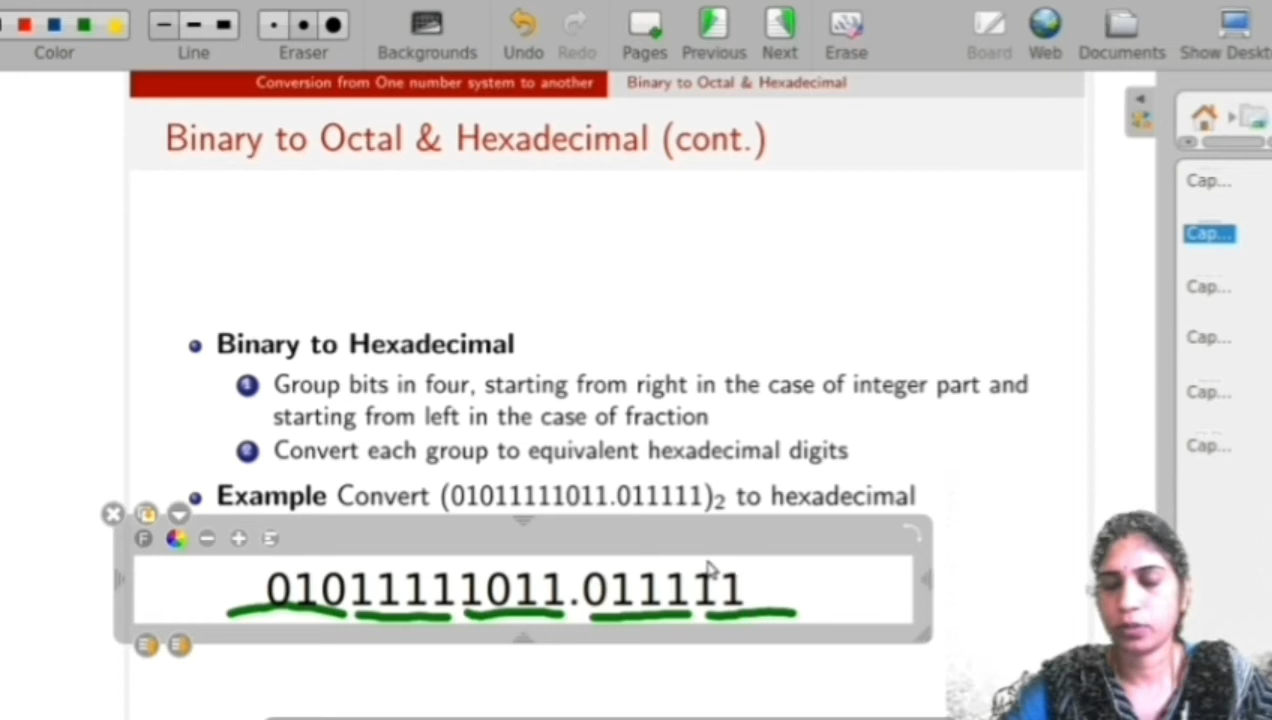 Color
Line
Eraser
Backgrounds
Undo
Redo
Pages
Previous
Next
Erase
Board
Web
Documents
Show Deskt
Conversion from One number system to another
Binary to Octal & Hexadecimal
Binary to Octal & Hexadecimal (cont.)
Cap...
Cap...
Cap...
Cap...
Cap...
Cap...
Binary to Hexadecimal
1 Group bits in four, starting from right in the case of integer part and
starting from left in the case of fraction
2 Convert each group to equivalent hexadecimal digits
Example Convert (01011111011.011111)₂ to hexadecimal
F
01011111011.011111